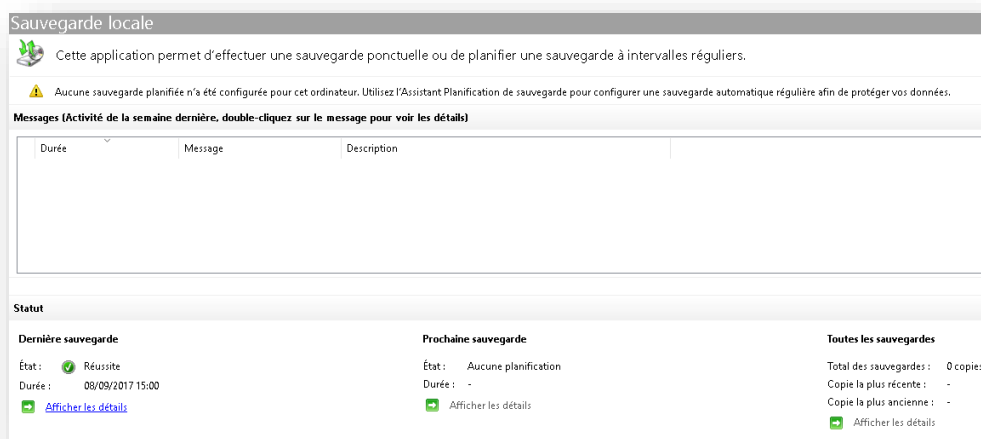 Sauvegarde locale
Cette application permet d'effectuer une sauvegarde ponctuelle ou de planifier une sauvegarde à intervalles réguliers.
Aucune sauvegarde planifiée n'a été configurée pour cet ordinateur. Utilisez l'Assistant Planification de sauvegarde pour configurer une sauvegarde automatique régulière afin de protéger vos données.
Messages (Activité de la semaine dernière, double-cliquez sur le message pour voir les détails)
Durée Message Description
Statut
Dernière sauvegarde Prochaine sauvegarde Toutes les sauvegardes
État : Réussite État : Aucune planification Total des sauvegardes : 0 copies
Durée : 08/09/2017 15:00 Durée : - Copie la plus récente : -
Copie la plus ancienne : -
Afficher les détails Afficher les détails Afficher les détails